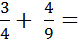 3/4 + 4/9 =